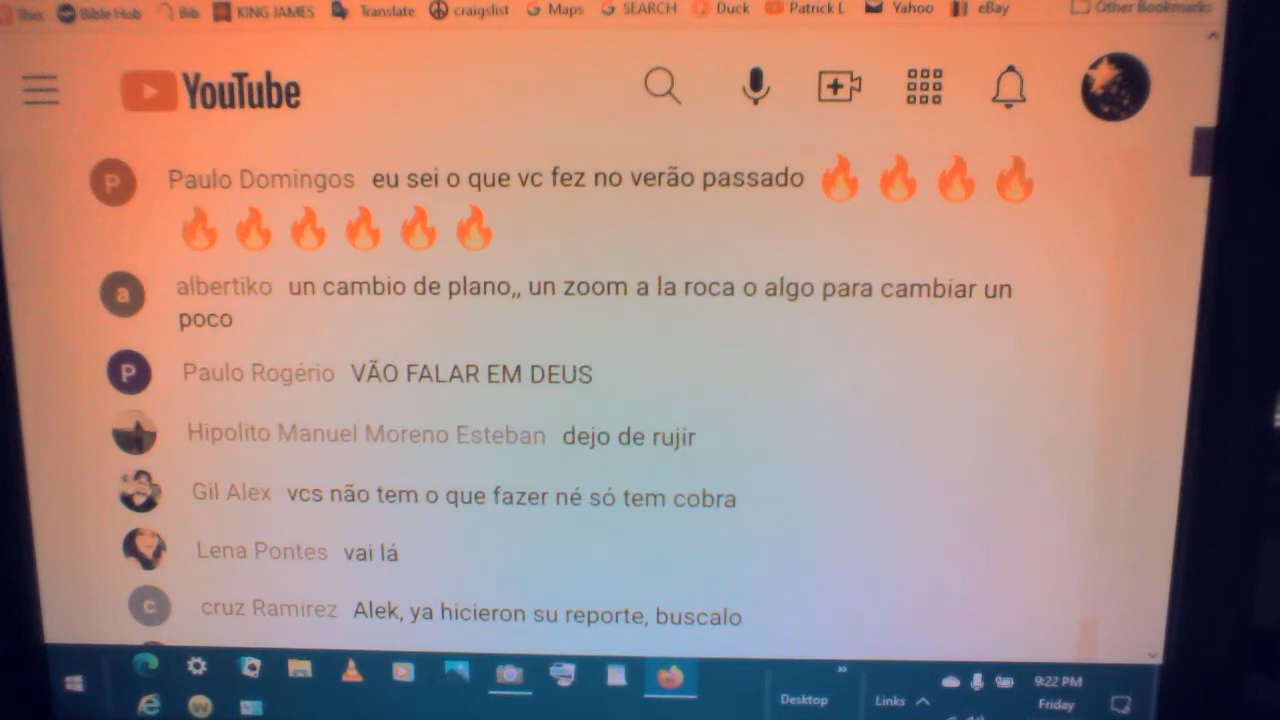 Bible Hub Bib KING JAMES Translate craigslist Maps SEARCH Duck Patrick L Yahoo eBay Other Bookmarks
YouTube
P Paulo Domingos eu sei o que vc fez no verão passado 🔥 🔥 🔥 🔥
🔥 🔥 🔥 🔥 🔥 🔥
a albertiko un cambio de plano,, un zoom a la roca o algo para cambiar un
poco
P Paulo Rogério VÃO FALAR EM DEUS
Hipolito Manuel Moreno Esteban dejo de rujir
Gil Alex vcs não tem o que fazer né só tem cobra
Lena Pontes vai lá
c cruz Ramirez Alek, ya hicieron su reporte, buscalo
9:22 PM
Desktop Links Friday